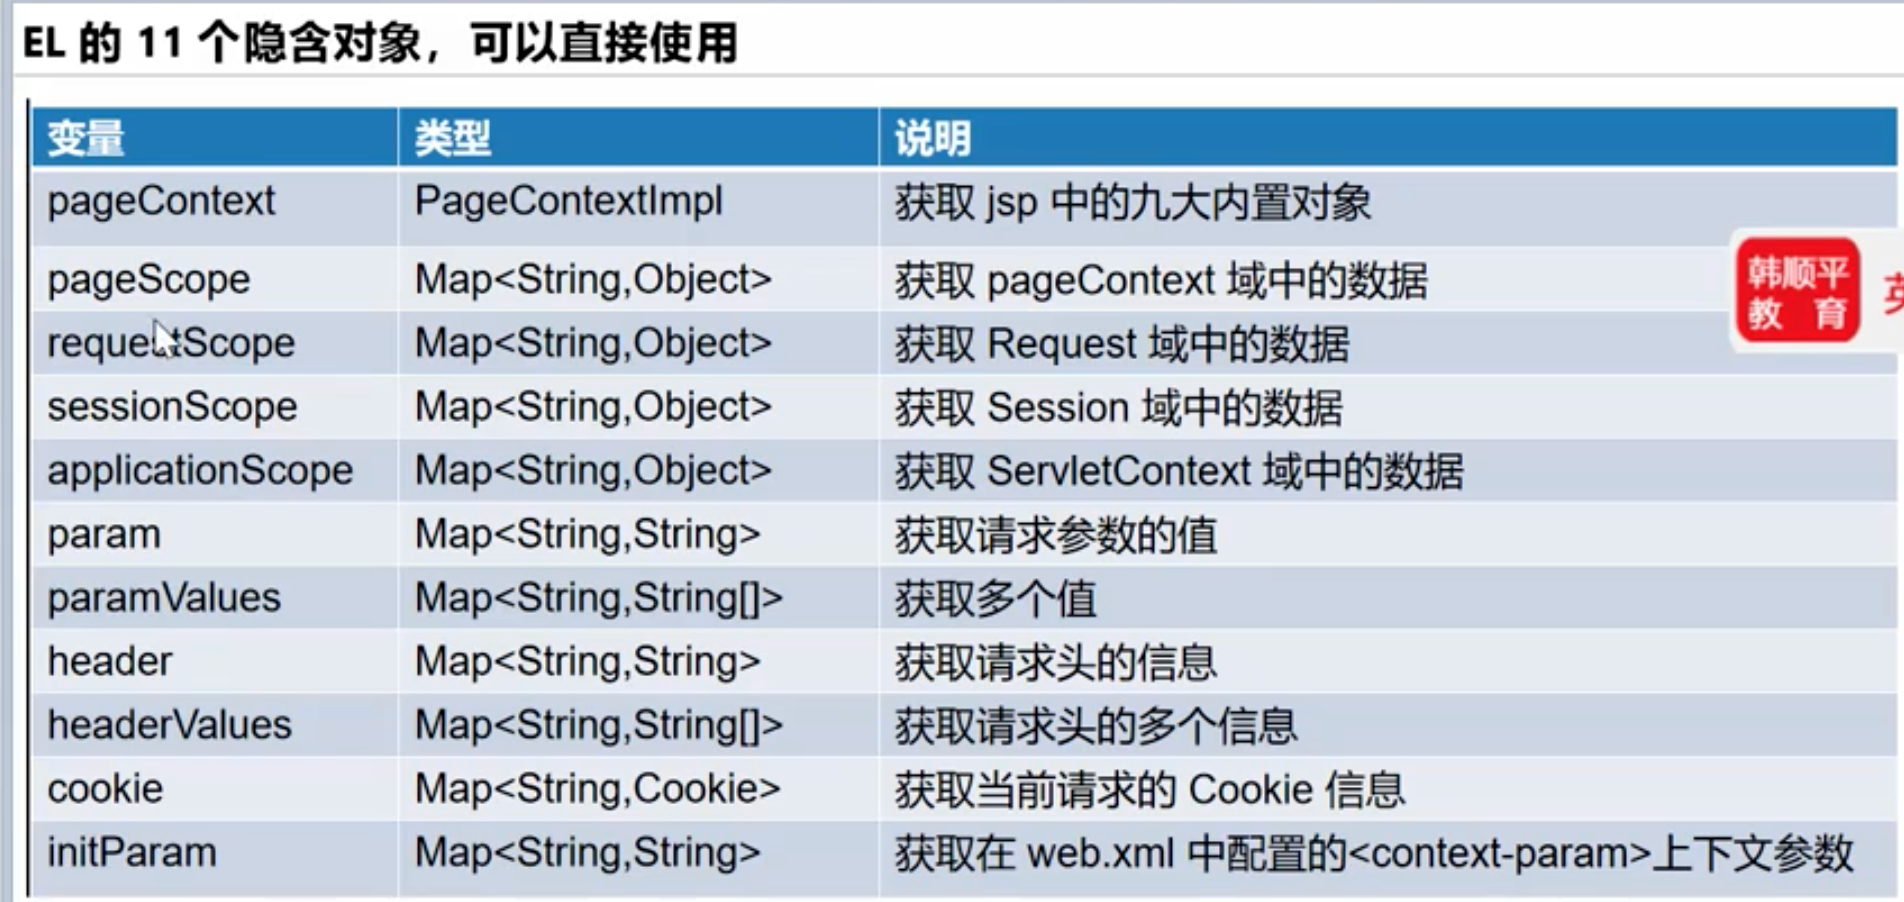 EL 的 11 个隐含对象，可以直接使用
变量 类型 说明
pageContext PageContextImpl 获取 jsp 中的九大内置对象
pageScope Map<String,Object> 获取 pageContext 域中的数据
韩顺平
教 育
英
requestScope Map<String,Object> 获取 Request 域中的数据
sessionScope Map<String,Object> 获取 Session 域中的数据
applicationScope Map<String,Object> 获取 ServletContext 域中的数据
param Map<String,String> 获取请求参数的值
paramValues Map<String,String[]> 获取多个值
header Map<String,String> 获取请求头的信息
headerValues Map<String,String[]> 获取请求头的多个信息
cookie Map<String,Cookie> 获取当前请求的 Cookie 信息
initParam Map<String,String> 获取在 web.xml 中配置的<context-param>上下文参数